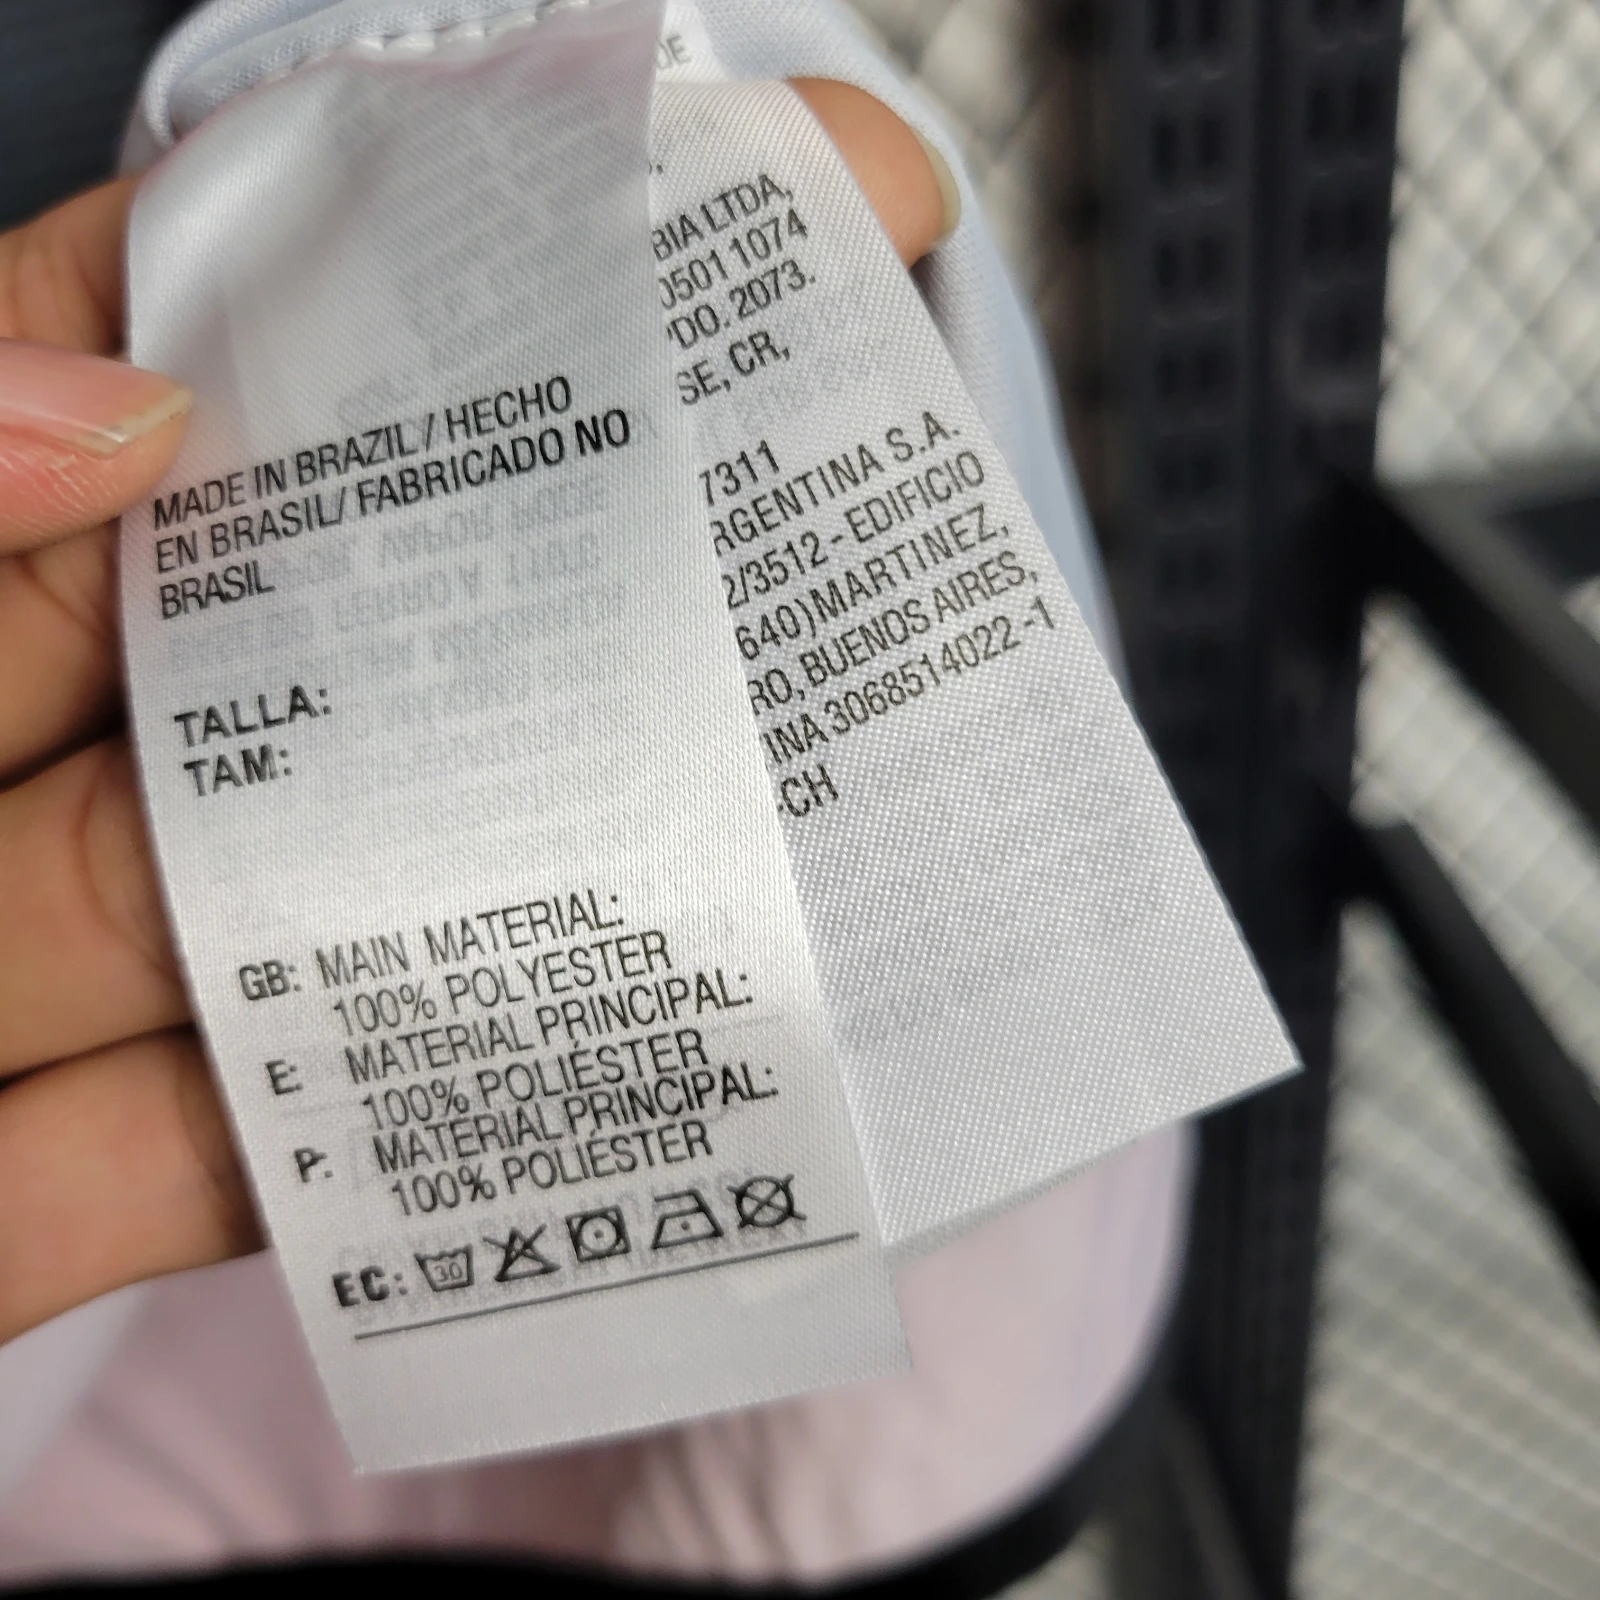 MADE IN BRAZIL / HECHO
EN BRASIL/ FABRICADO NO
BRASIL
TALLA:
TAM:
GB: MAIN MATERIAL:
100% POLYESTER
E: MATERIAL PRINCIPAL:
100% POLIÉSTER
P: MATERIAL PRINCIPAL:
100% POLIÉSTER
EC: 30
DE
BIA LTDA,
0501 1074
DO. 2073.
SE, CR,
7311
RGENTINA S.A.
2/3512 - EDIFICIO
640) MARTINEZ,
RO, BUENOS AIRES,
INA 3068514022-1
-CH